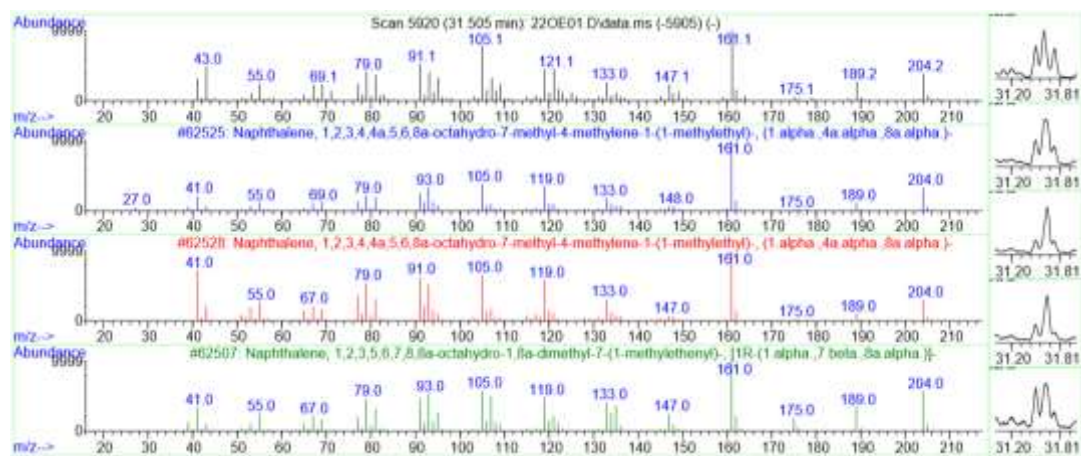 Abundance
Scan 5920 (31.505 min): 22OE01.D\data.ms (-5905) (-)
9999
43.0 55.0 69.1 79.0 91.1 105.1 121.1 133.0 147.1 161.1 175.1 189.2 204.2
20 30 40 50 60 70 80 90 100 110 120 130 140 150 160 170 180 190 200 210
m/z-->
31.20 31.81
Abundance
#62525: Naphthalene, 1,2,3,4,4a,5,6,8a-octahydro-7-methyl-4-methylene-1-(1-methylethyl)-, (1.alpha.,4a.alpha.,8a.alpha.)-
9999
27.0 41.0 55.0 69.0 79.0 93.0 105.0 119.0 133.0 148.0 161.0 175.0 189.0 204.0
20 30 40 50 60 70 80 90 100 110 120 130 140 150 160 170 180 190 200 210
m/z-->
31.20 31.81
Abundance
#62528: Naphthalene, 1,2,3,4,4a,5,6,8a-octahydro-7-methyl-4-methylene-1-(1-methylethyl)-, (1.alpha.,4a.alpha.,8a.alpha.)-
9999
41.0 55.0 67.0 79.0 91.0 105.0 119.0 133.0 147.0 161.0 175.0 189.0 204.0
20 30 40 50 60 70 80 90 100 110 120 130 140 150 160 170 180 190 200 210
m/z-->
31.20 31.81
Abundance
#62507: Naphthalene, 1,2,3,5,6,7,8,8a-octahydro-1,8a-dimethyl-7-(1-methylethenyl)-, [1R-(1.alpha.,7.beta.,8a.alpha.)]-
9999
41.0 55.0 67.0 79.0 93.0 105.0 119.0 133.0 147.0 161.0 175.0 189.0 204.0
20 30 40 50 60 70 80 90 100 110 120 130 140 150 160 170 180 190 200 210
m/z-->
31.20 31.81
31.20 31.81